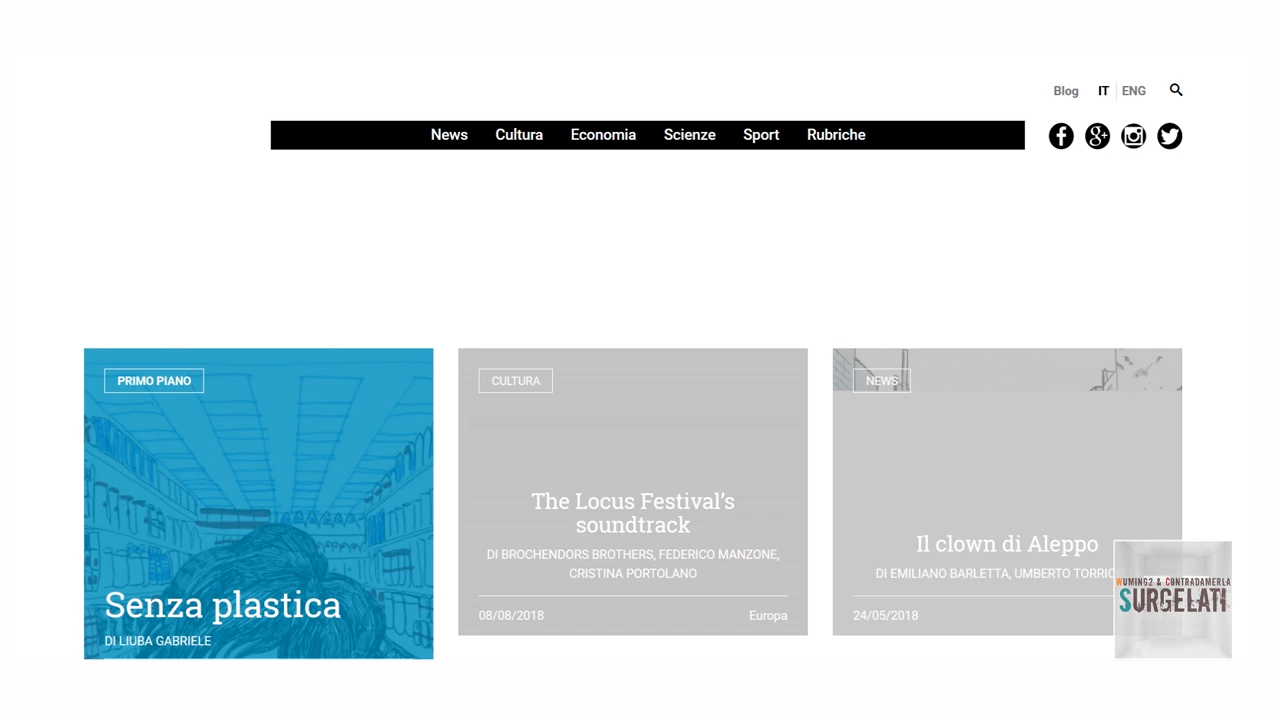 Blog IT ENG
News Cultura Economia Scienze Sport Rubriche
PRIMO PIANO
Senza plastica
DI LIUBA GABRIELE
CULTURA
The Locus Festival's
soundtrack
DI BROCHENDORS BROTHERS, FEDERICO MANZONE,
CRISTINA PORTOLANO
08/08/2018 Europa
NEWS
Il clown di Aleppo
DI EMILIANO BARLETTA, UMBERTO
24/05/2018
WUMING2 & CONTRADAMERLA
SURGELATI